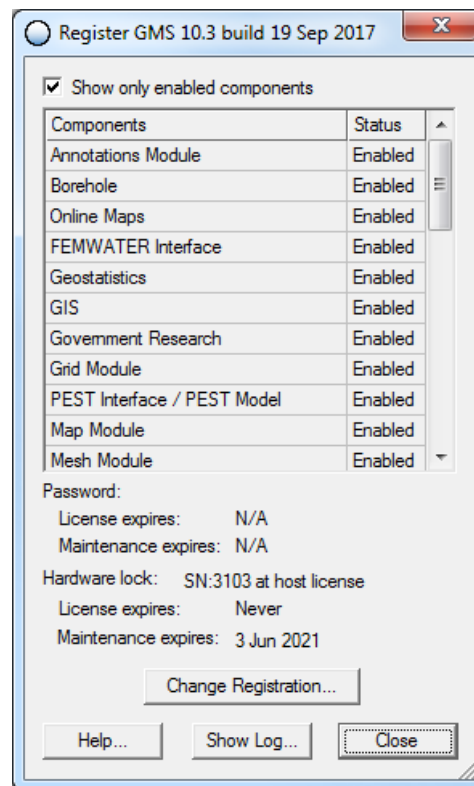 Register GMS 10.3 build 19 Sep 2017
Show only enabled components
Components Status
Annotations Module Enabled
Borehole Enabled
Online Maps Enabled
FEMWATER Interface Enabled
Geostatistics Enabled
GIS Enabled
Government Research Enabled
Grid Module Enabled
PEST Interface / PEST Model Enabled
Map Module Enabled
Mesh Module Enabled
Password:
License expires: N/A
Maintenance expires: N/A
Hardware lock: SN:3103 at host license
License expires: Never
Maintenance expires: 3 Jun 2021
Change Registration...
Help... Show Log... Close